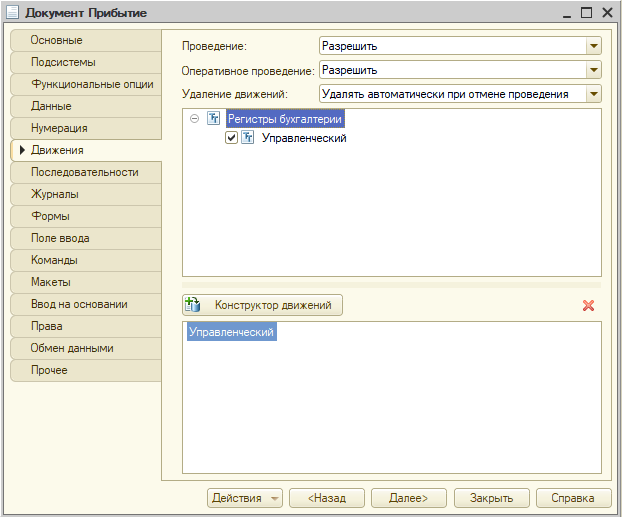 Документ Прибытие
Основные
Подсистемы
Функциональные опции
Данные
Нумерация
Движения
Последовательности
Журналы
Формы
Поле ввода
Команды
Макеты
Ввод на основании
Права
Обмен данными
Прочее
Проведение: Разрешить
Оперативное проведение: Разрешить
Удаление движений: Удалять автоматически при отмене проведения
Регистры бухгалтерии
Управленческий
Конструктор движений
Управленческий
Действия <Назад Далее> Закрыть Справка